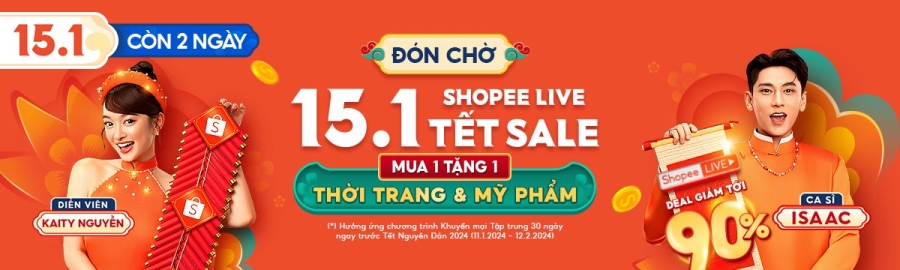 15.1
CÒN 2 NGÀY
ĐÓN CHỜ
15.1
SHOPEE LIVE
TẾT SALE
MUA 1 TẶNG 1
THỜI TRANG & MỸ PHẨM
(*) Hưởng ứng chương trình Khuyến mại Tập trung 30 ngày
ngay trước Tết Nguyên Đán 2024 (11.1.2024 - 12.2.2024)
DIỄN VIÊN
KAITY NGUYỄN
S
S
Shopee LIVE
DEAL GIẢM TỚI
90%
CA SĨ
ISAAC